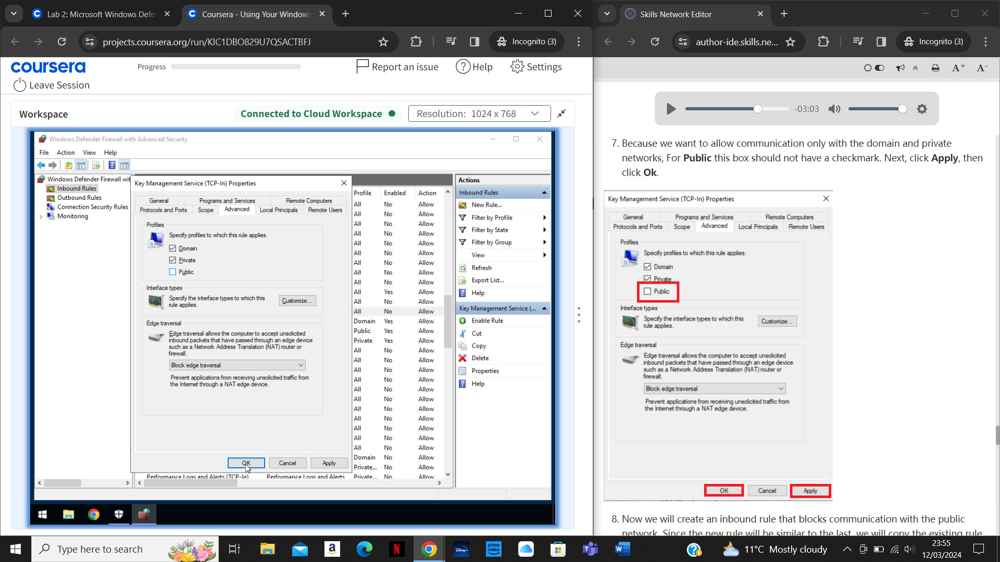 Lab 2: Microsoft Windows Defe
Coursera - Using Your Windows
projects.coursera.org/run/KIC1DBO829U7QSACTBFJ
Incognito (3)
coursera
Progress
Report an issue
Help
Settings
Leave Session
Workspace
Connected to Cloud Workspace
Resolution: 1024 x 768
Windows Defender Firewall with Advanced Security
File Action View Help
Windows Defender Firewall wit
Inbound Rules
Outbound Rules
Connection Security Rules
Monitoring
Key Management Service (TCP-In) Properties
General Programs and Services Remote Computers
Protocols and Ports Scope Advanced Local Principals Remote Users
Profiles
Specify profiles to which this rule applies.
Domain
Private
Public
Interface types
Specify the interface types to which this
rule applies.
Customize...
Edge traversal
Edge traversal allows the computer to accept unsolicited
inbound packets that have passed through an edge device
such as a Network Address Translation (NAT) router or
firewall.
Block edge traversal
Prevent applications from receiving unsolicited traffic from
the Internet through a NAT edge device.
OK Cancel Apply
Performance Logs and Alerts (TCP-In) Performance Logs and Alerts
Profile Enabled Action
All No Allow
All No Allow
All No Allow
All No Allow
All No Allow
All No Allow
All No Allow
All No Allow
All No Allow
All Yes Allow
All No Allow
All No Allow
Domain Yes Allow
Public Yes Allow
Private Yes Allow
All No Allow
All No Allow
All No Allow
All No Allow
All No Allow
All No Allow
All No Allow
All No Allow
All No Allow
All No Allow
All No Allow
Domain No Allow
Private... No Allow
Private... No Allow
Actions
Inbound Rules
New Rule...
Filter by Profile
Filter by State
Filter by Group
View
Refresh
Export List...
Help
Key Management Service (...
Enable Rule
Cut
Copy
Delete
Properties
Help
Skills Network Editor
author-ide.skills.ne...
Incognito (3)
A+ A-
-03:03
7. Because we want to allow communication only with the domain and private
networks, For Public this box should not have a checkmark. Next, click Apply, then
click Ok.
Key Management Service (TCP-In) Properties
General Programs and Services Remote Computers
Protocols and Ports Scope Advanced Local Principals Remote Users
Profiles
Specify profiles to which this rule applies.
Domain
Private
Public
Interface types
Specify the interface types to which this
rule applies.
Customize...
Edge traversal
Edge traversal allows the computer to accept unsolicited
inbound packets that have passed through an edge device
such as a Network Address Translation (NAT) router or
firewall.
Block edge traversal
Prevent applications from receiving unsolicited traffic from
the Internet through a NAT edge device.
OK Cancel Apply
8. Now we will create an inbound rule that blocks communication with the public
network. Since the new rule will be similar to the last, we will copy the existing rule
Type here to search
prime
video
Disney+
11°C Mostly cloudy
23:55
12/03/2024